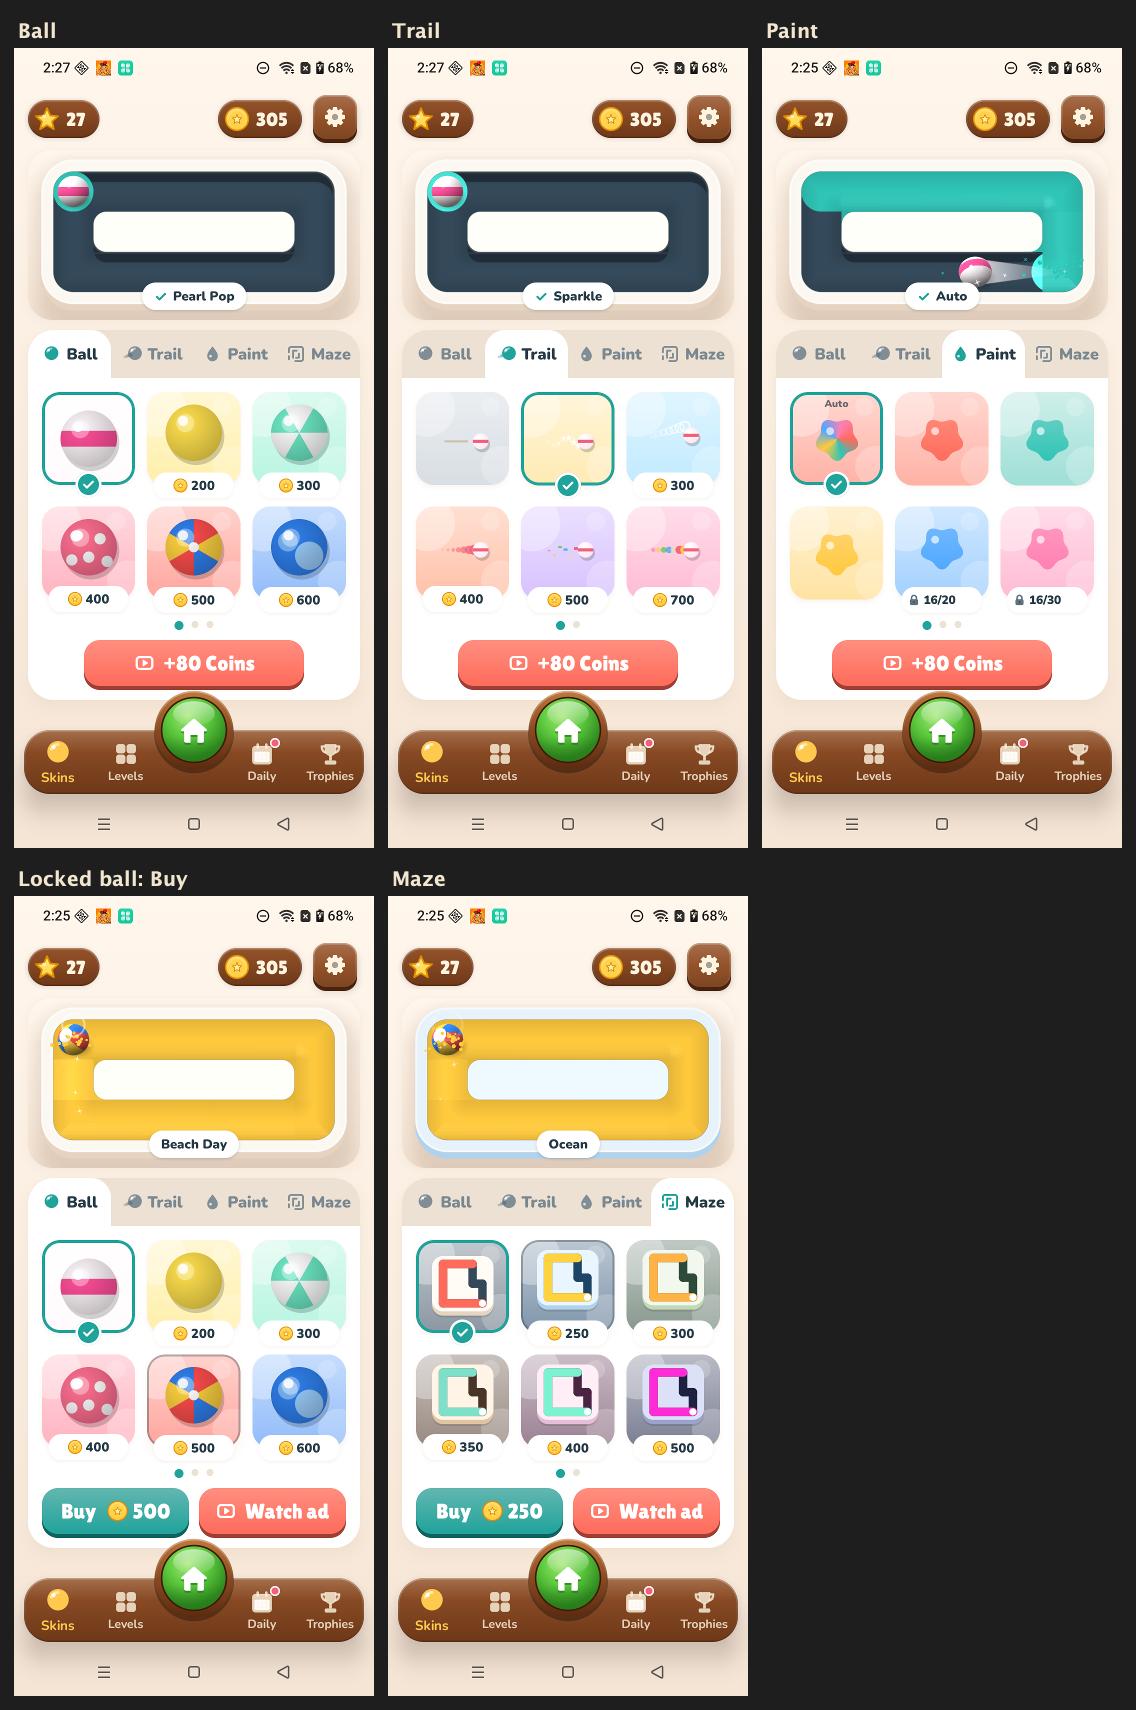 Ball
2:27
68%
27
305
Pearl Pop
Ball Trail Paint Maze
200
300
400
500
600
+80 Coins
Skins Levels Daily Trophies
Trail
2:27
68%
27
305
Sparkle
Ball Trail Paint Maze
300
400
500
700
+80 Coins
Skins Levels Daily Trophies
Paint
2:25
68%
27
305
Auto
Ball Trail Paint Maze
Auto
16/20
16/30
+80 Coins
Skins Levels Daily Trophies
Locked ball: Buy
2:25
68%
27
305
Beach Day
Ball Trail Paint Maze
200
300
400
500
600
Buy 500
Watch ad
Skins Levels Daily Trophies
Maze
2:25
68%
27
305
Ocean
Ball Trail Paint Maze
250
300
350
400
500
Buy 250
Watch ad
Skins Levels Daily Trophies